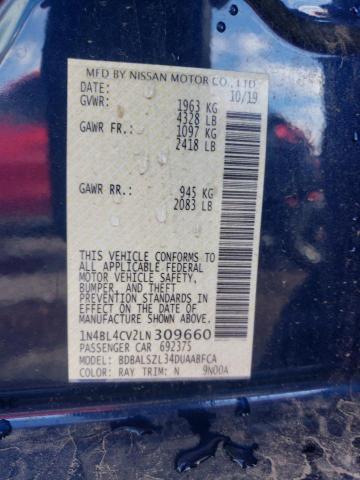 MFD BY NISSAN MOTOR CO., LTD.
DATE: 10/19
GVWR: 1963 KG
4328 LB
GAWR FR.: 1097 KG
2418 LB
GAWR RR.: 945 KG
2083 LB
THIS VEHICLE CONFORMS TO
ALL APPLICABLE FEDERAL
MOTOR VEHICLE SAFETY,
BUMPER, AND THEFT
PREVENTION STANDARDS IN
EFFECT ON THE DATE OF
MANUFACTURE SHOWN ABOVE.
1N4BL4CV2LN309660
PASSENGER CAR 692375
MODEL: BDBALSZL34DUAABFCA
COLOR: RAY TRIM: N 9N00A